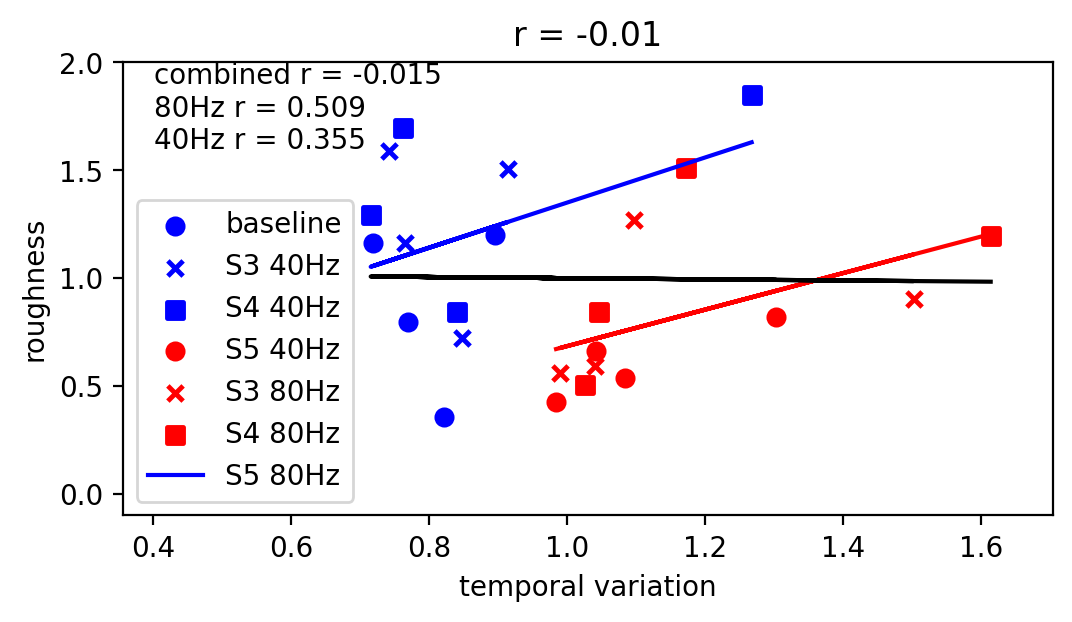 r = -0.01
combined r = -0.015
80Hz r = 0.509
40Hz r = 0.355
baseline
S3 40Hz
S4 40Hz
S5 40Hz
S3 80Hz
S4 80Hz
S5 80Hz
2.0
1.5
1.0
0.5
0.0
roughness
0.4 0.6 0.8 1.0 1.2 1.4 1.6
temporal variation